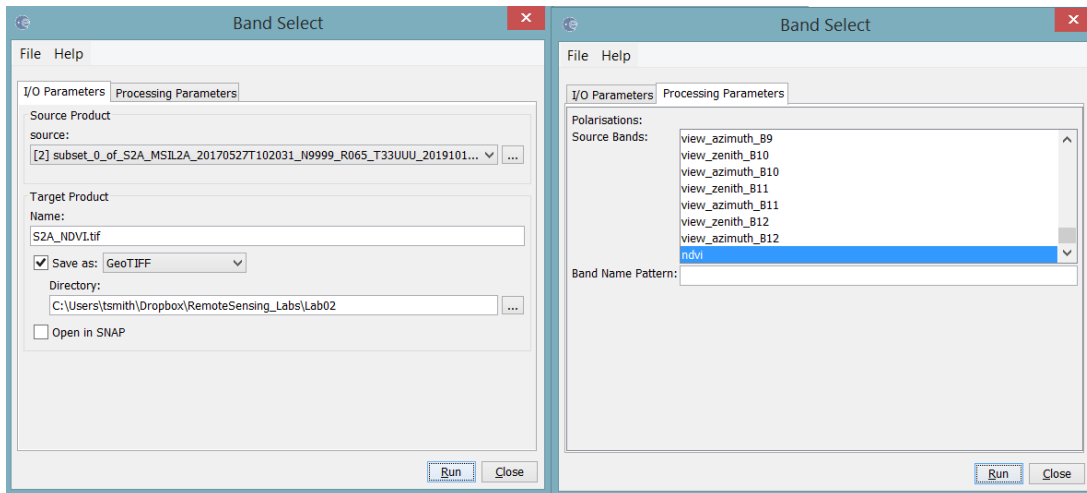 Band Select
File Help
I/O Parameters Processing Parameters
Source Product
source:
[2] subset_0_of_S2A_MSIL2A_20170527T102031_N9999_R065_T33UUU_2019101... ...
Target Product
Name:
S2A_NDVI.tif
Save as: GeoTIFF
Directory:
C:\Users\tsmith\Dropbox\RemoteSensing_Labs\Lab02 ...
Open in SNAP
Run Close
Band Select
File Help
I/O Parameters Processing Parameters
Polarisations:
Source Bands: view_azimuth_B9
view_zenith_B10
view_azimuth_B10
view_zenith_B11
view_azimuth_B11
view_zenith_B12
view_azimuth_B12
ndvi
Band Name Pattern:
Run Close